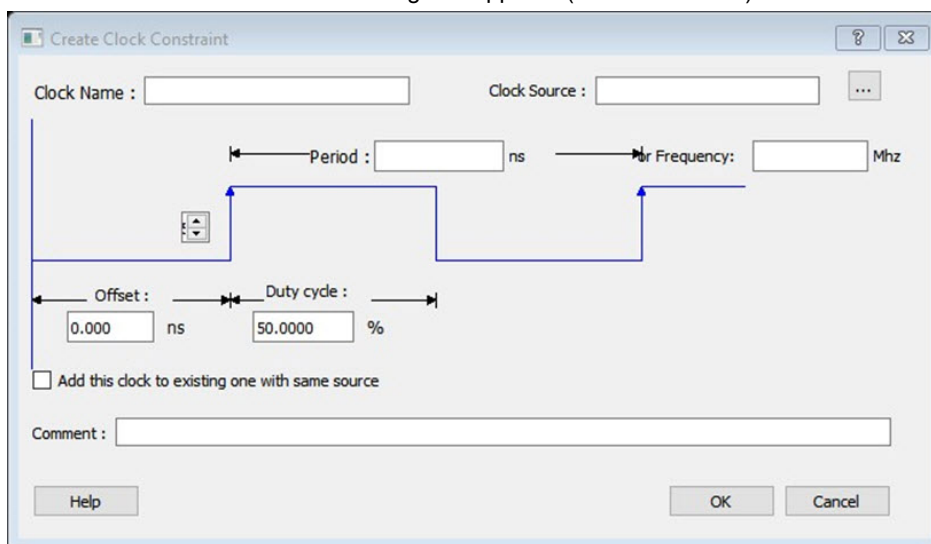 Create Clock Constraint
Clock Name :
Clock Source :
...
Period :
ns
or Frequency:
Mhz
Offset :
Duty cycle :
0.000
ns
50.0000
%
Add this clock to existing one with same source
Comment :
Help
OK
Cancel